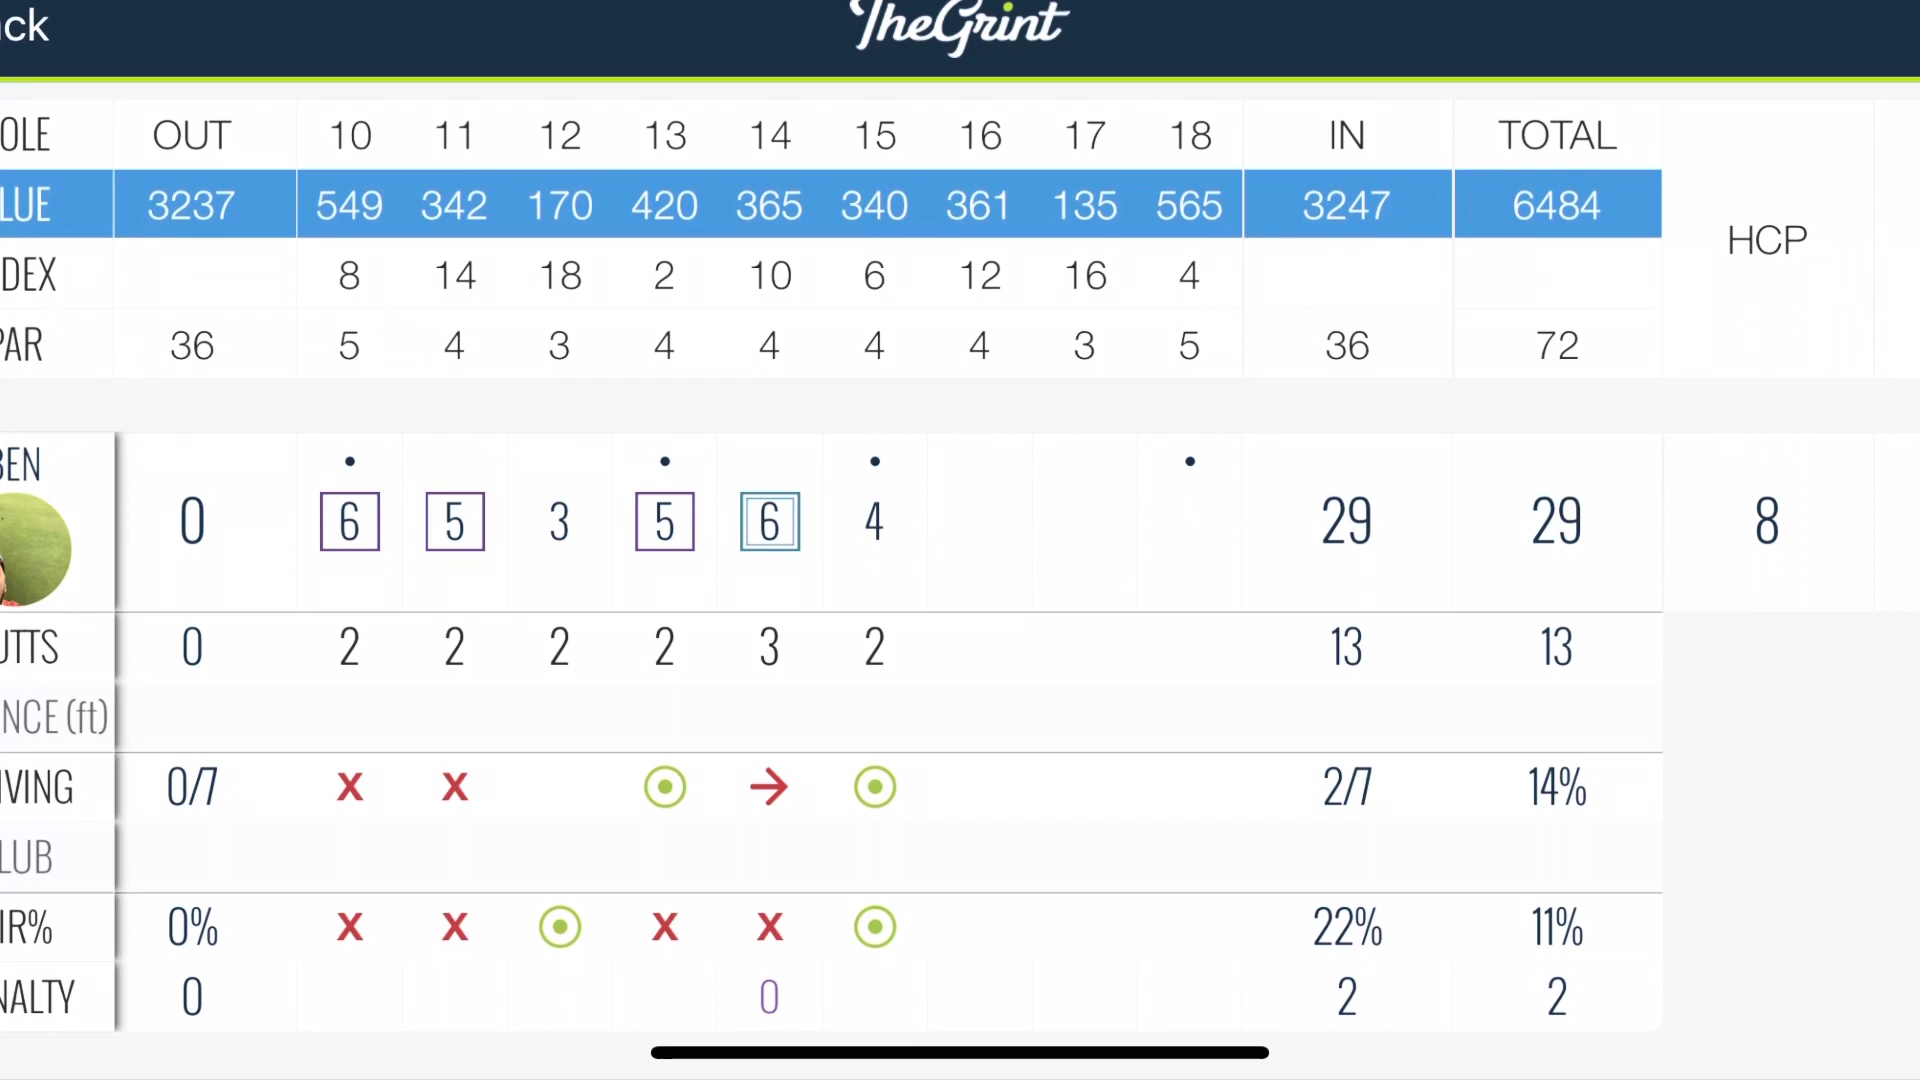 ck
TheGrint
OLE OUT 10 11 12 13 14 15 16 17 18 IN TOTAL
LUE 3237 549 342 170 420 365 340 361 135 565 3247 6484
HCP
DEX 8 14 18 2 10 6 12 16 4
PAR 36 5 4 3 4 4 4 4 3 5 36 72
BEN
0 6 5 3 5 6 4 29 29 8
UTTS 0 2 2 2 2 3 2 13 13
NCE (ft)
IVING 0/7 X X → 2/7 14%
LUB
IR% 0% X X X X 22% 11%
NALTY 0 0 2 2